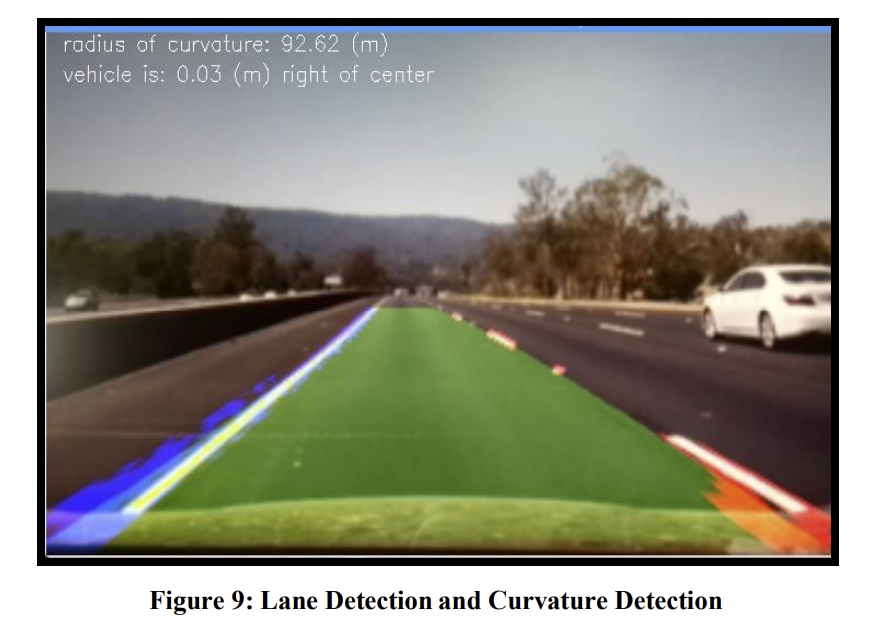 radius of curvature: 92.62 (m)
vehicle is: 0.03 (m) right of center
Figure 9: Lane Detection and Curvature Detection